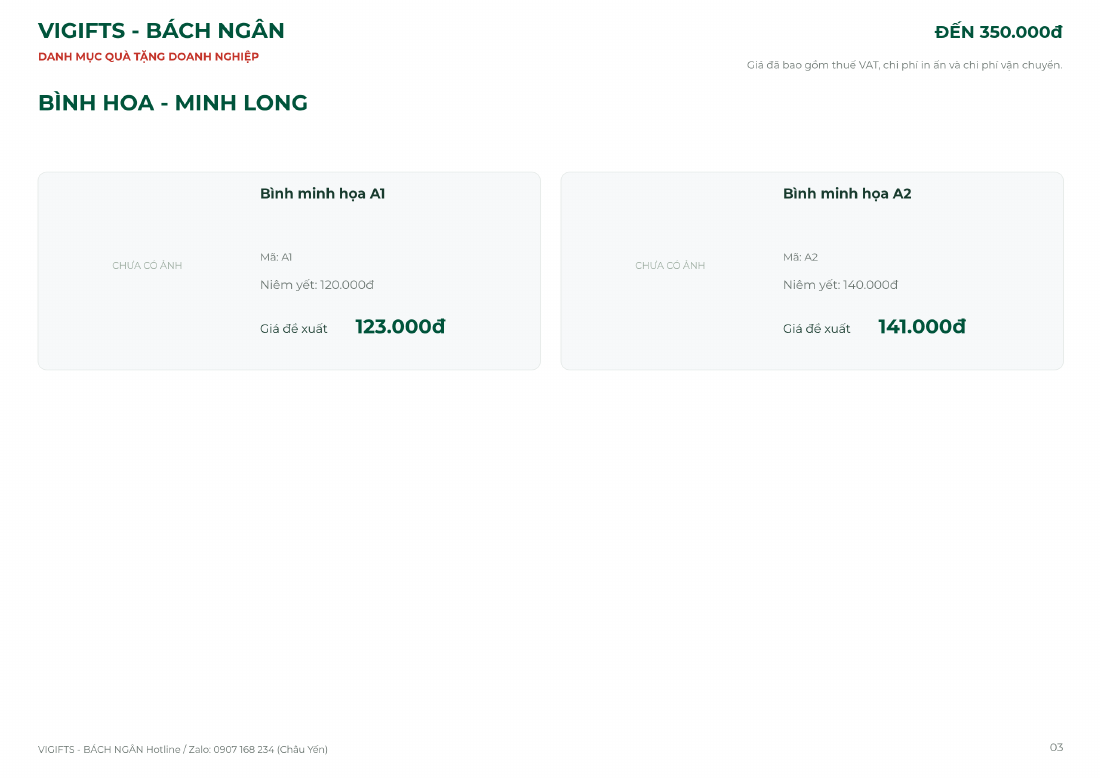 VIGIFTS - BÁCH NGÂN
ĐẾN 350.000đ
DANH MỤC QUÀ TẶNG DOANH NGHIỆP
Giá đã bao gồm thuế VAT, chi phí in ấn và chi phí vận chuyển.
BÌNH HOA - MINH LONG
CHƯA CÓ ẢNH
Bình minh họa A1
Mã: A1
Niêm yết: 120.000đ
Giá đề xuất 123.000đ
CHƯA CÓ ẢNH
Bình minh họa A2
Mã: A2
Niêm yết: 140.000đ
Giá đề xuất 141.000đ
VIGIFTS - BÁCH NGÂN Hotline / Zalo: 0907 168 234 (Châu Yến)
03